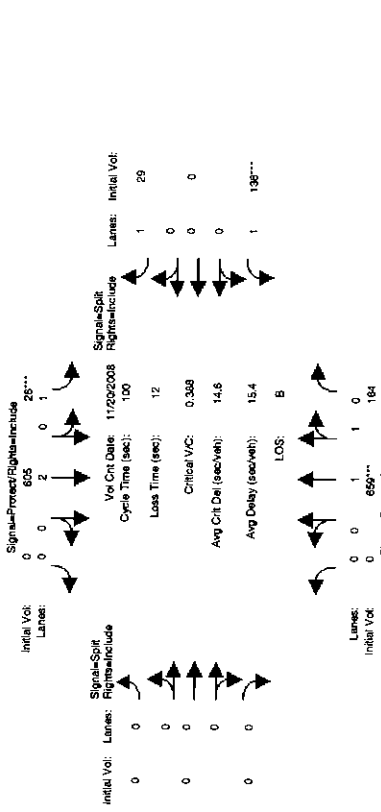 Signal=Protect/Rights=Include
Initial Vol: 0 605 26***
Lanes: 0 0 2 0 1
Signal=Split
Rights=Include
Initial Vol: Lanes:
0 0
0
0 0
0
0 0
Vol Cnt Date: 11/20/2008
Cycle Time (sec): 100
Loss Time (sec): 12
Critical V/C: 0.388
Avg Crit Del (sec/veh): 14.6
Avg Delay (sec/veh): 15.4
LOS: B
Signal=Split
Rights=Include
Lanes: Initial Vol:
1 29
0
0 0
0
1 136***
Lanes: 0 0 1 1 0
Initial Vol: 0 659*** 164